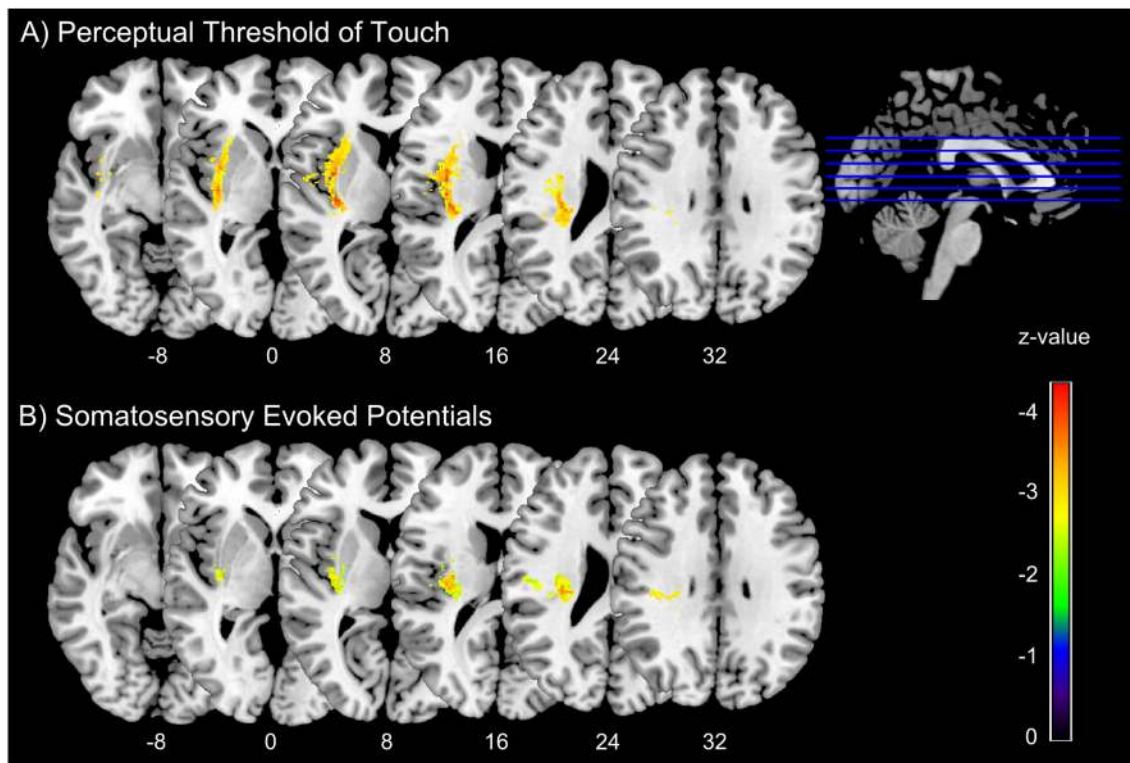 A) Perceptual Threshold of Touch
-8 0 8 16 24 32
z-value
-4
-3
-2
-1
0
B) Somatosensory Evoked Potentials
-8 0 8 16 24 32